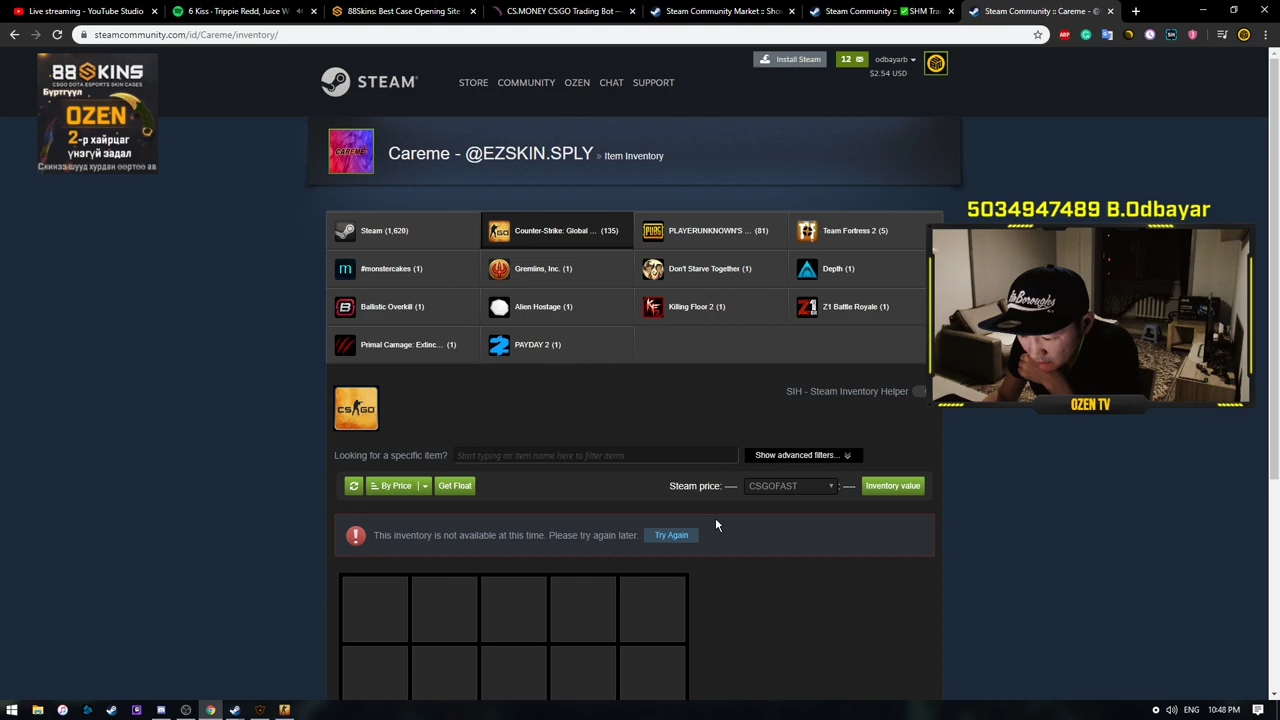 Live streaming - YouTube Studio
6 Kiss - Trippie Redd, Juice W
88Skins: Best Case Opening Site
CS.MONEY CS:GO Trading Bot —
Steam Community Market :: Show
Steam Community :: ✅SHM Trad
Steam Community :: Careme - @
steamcommunity.com/id/Careme/inventory/
88SKINS
CSGO DOTA ESPORTS SKIN CASES
Бүртгүүл
OZEN
2-р хайрцаг
үнэгүй задал
Скинээ шууд хурдан өөртөө ав
STEAM®
STORE COMMUNITY OZEN CHAT SUPPORT
Install Steam
12
odbayarb
$2.54 USD
CAREME
Careme - @EZSKIN.SPLY » Item Inventory
5034947489 B.Odbayar
Steam (1,620)
Counter-Strike: Global ... (135)
PLAYERUNKNOWN'S ... (81)
Team Fortress 2 (5)
#monstercakes (1)
Gremlins, Inc. (1)
Don't Starve Together (1)
Depth (1)
Ballistic Overkill (1)
Alien Hostage (1)
Killing Floor 2 (1)
Z1 Battle Royale (1)
Primal Carnage: Extinc... (1)
PAYDAY 2 (1)
OZEN TV
CS GO
SIH - Steam Inventory Helper
Looking for a specific item?
Start typing an item name here to filter items
Show advanced filters...
By Price
Get Float
Steam price: ----
CSGOFAST
: ----
Inventory value
This inventory is not available at this time. Please try again later.
Try Again
ENG
10:48 PM